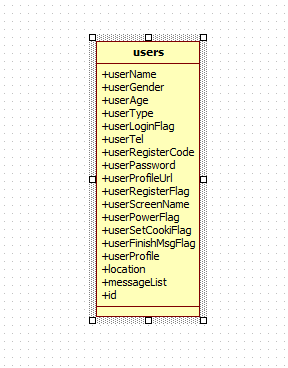 users
+userName
+userGender
+userAge
+userType
+userLoginFlag
+userTel
+userRegisterCode
+userPassword
+userProfileUrl
+userRegisterFlag
+userScreenName
+userPowerFlag
+userSetCookiFlag
+userFinishMsgFlag
+userProfile
+location
+messageList
+id